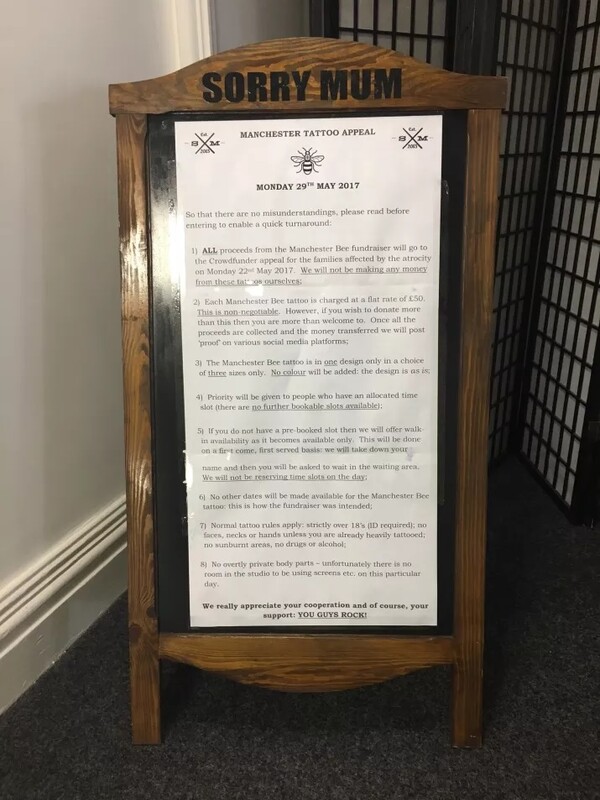 SORRY MUM
Est.
S M
2003
MANCHESTER TATTOO APPEAL
Est.
S M
2003
MONDAY 29TH MAY 2017
So that there are no misunderstandings, please read before
entering to enable a quick turnaround:
1) ALL proceeds from the Manchester Bee fundraiser will go to
the Crowdfunder appeal for the families affected by the atrocity
on Monday 22nd May 2017. We will not be making any money
from these tattoos ourselves;
2) Each Manchester Bee tattoo is charged at a flat rate of £50.
This is non-negotiable. However, if you wish to donate more
than this then you are more than welcome to. Once all the
proceeds are collected and the money transferred we will post
'proof' on various social media platforms;
3) The Manchester Bee tattoo is in one design only in a choice
of three sizes only. No colour will be added: the design is as is;
4) Priority will be given to people who have an allocated time
slot (there are no further bookable slots available);
5) If you do not have a pre-booked slot then we will offer walk-
in availability as it becomes available only. This will be done
on a first come, first served basis: we will take down your
name and then you will be asked to wait in the waiting area.
We will not be reserving time slots on the day;
6) No other dates will be made available for the Manchester Bee
tattoo: this is how the fundraiser was intended;
7) Normal tattoo rules apply: strictly over 18's (ID required); no
faces, necks or hands unless you are already heavily tattooed;
no sunburnt areas, no drugs or alcohol;
8) No overtly private body parts – unfortunately there is no
room in the studio to be using screens etc. on this particular
day.
We really appreciate your cooperation and of course, your
support: YOU GUYS ROCK!